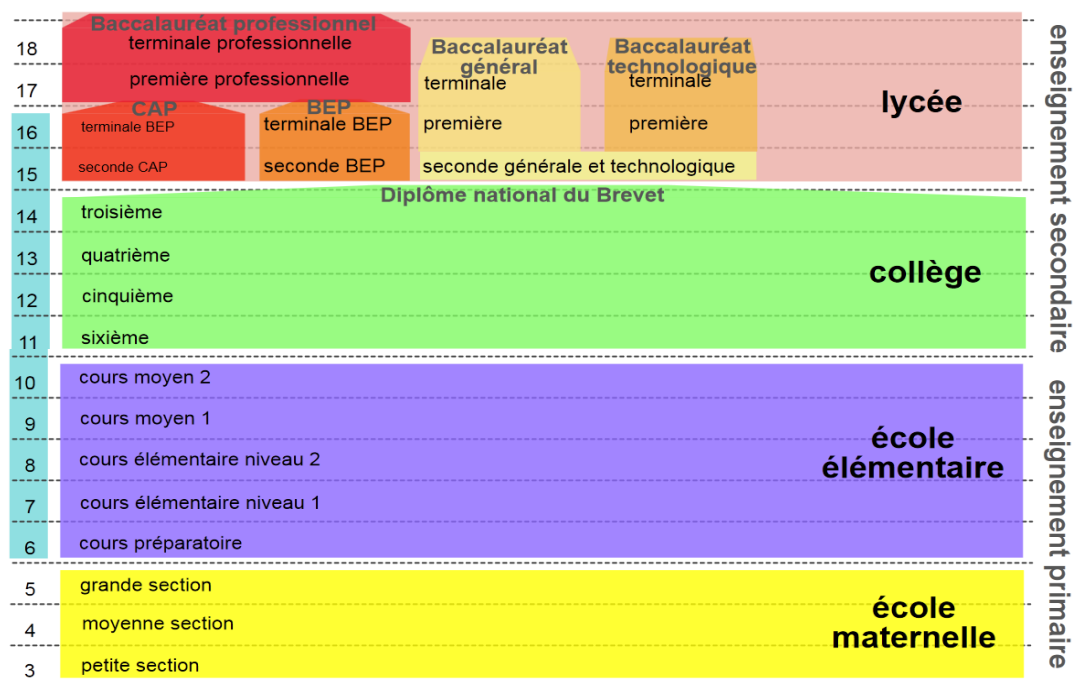 Baccalauréat professionnel
18
terminale professionnelle
Baccalauréat
général
Baccalauréat
technologique
17
première professionnelle
terminale
terminale
lycée
CAP
BEP
16
terminale BEP
terminale BEP
première
première
15
seconde CAP
seconde BEP
seconde générale et technologique
Diplôme national du Brevet
14
troisième
13
quatrième
collège
12
cinquième
11
sixième
enseignement secondaire
10
cours moyen 2
9
cours moyen 1
école
élémentaire
8
cours élémentaire niveau 2
7
cours élémentaire niveau 1
6
cours préparatoire
5
grande section
école
maternelle
4
moyenne section
3
petite section
enseignement primaire